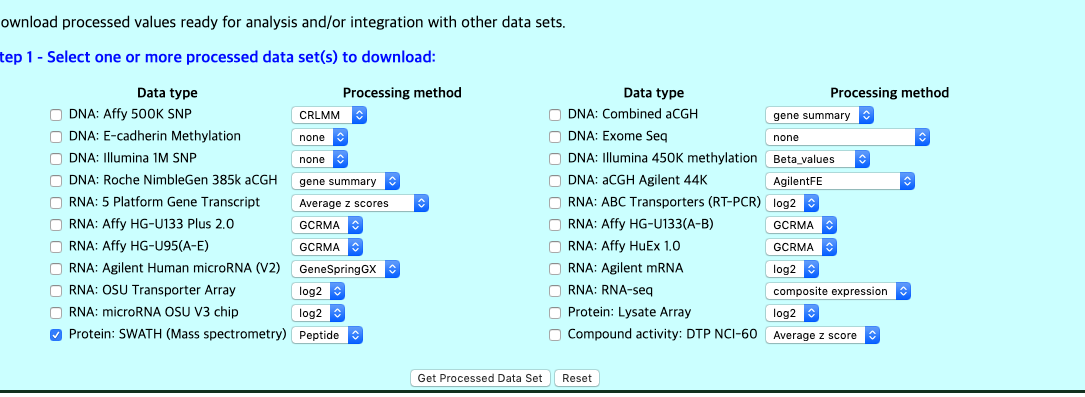 ownload processed values ready for analysis and/or integration with other data sets.
tep 1 - Select one or more processed data set(s) to download:
Data type Processing method Data type Processing method
DNA: Affy 500K SNP CRLMM DNA: Combined aCGH gene summary
DNA: E-cadherin Methylation none DNA: Exome Seq none
DNA: Illumina 1M SNP none DNA: Illumina 450K methylation Beta_values
DNA: Roche NimbleGen 385k aCGH gene summary DNA: aCGH Agilent 44K AgilentFE
RNA: 5 Platform Gene Transcript Average z scores RNA: ABC Transporters (RT-PCR) log2
RNA: Affy HG-U133 Plus 2.0 GCRMA RNA: Affy HG-U133(A-B) GCRMA
RNA: Affy HG-U95(A-E) GCRMA RNA: Affy HuEx 1.0 GCRMA
RNA: Agilent Human microRNA (V2) GeneSpringGX RNA: Agilent mRNA log2
RNA: OSU Transporter Array log2 RNA: RNA-seq composite expression
RNA: microRNA OSU V3 chip log2 Protein: Lysate Array log2
Protein: SWATH (Mass spectrometry) Peptide Compound activity: DTP NCI-60 Average z score
Get Processed Data Set Reset